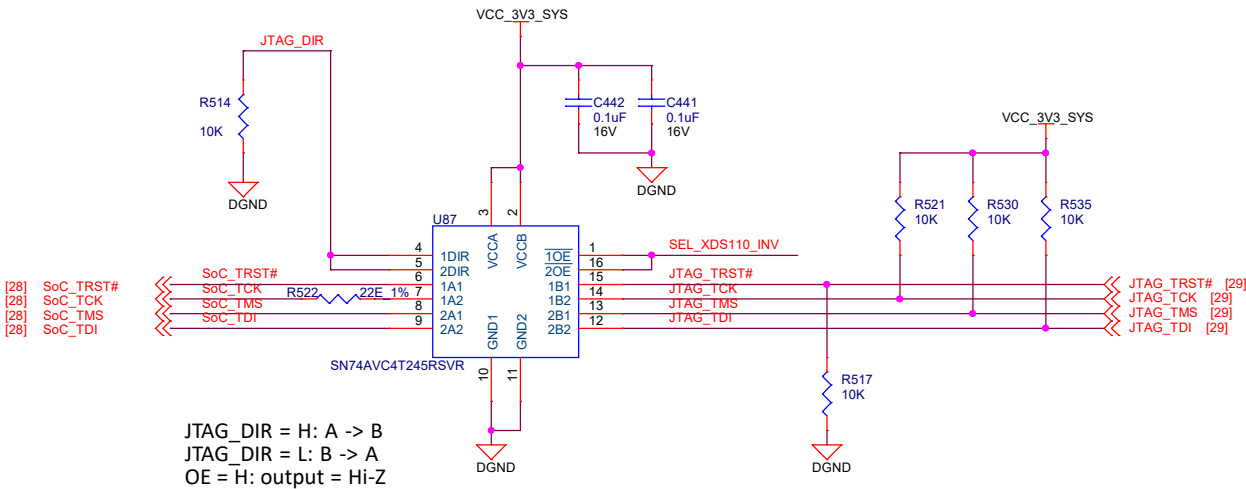 VCC_3V3_SYS
JTAG_DIR
R514
10K
DGND
C442
0.1uF
16V
C441
0.1uF
16V
DGND
VCC_3V3_SYS
R521
10K
R530
10K
R535
10K
U87
3
2
VCCA
VCCB
4
1DIR
5
2DIR
6
1A1
7
1A2
8
2A1
9
2A2
1OE
1
2OE
16
1B1
15
1B2
14
2B1
13
2B2
12
GND1
GND2
10
11
SN74AVC4T245RSVR
SEL_XDS110_INV
[28] SoC_TRST#
SoC_TRST#
[28] SoC_TCK
SoC_TCK
R522
22E_1%
[28] SoC_TMS
SoC_TMS
[28] SoC_TDI
SoC_TDI
JTAG_TRST#
JTAG_TRST# [29]
JTAG_TCK
JTAG_TCK [29]
JTAG_TMS
JTAG_TMS [29]
JTAG_TDI
JTAG_TDI [29]
R517
10K
DGND
DGND
JTAG_DIR = H: A -> B
JTAG_DIR = L: B -> A
OE = H: output = Hi-Z